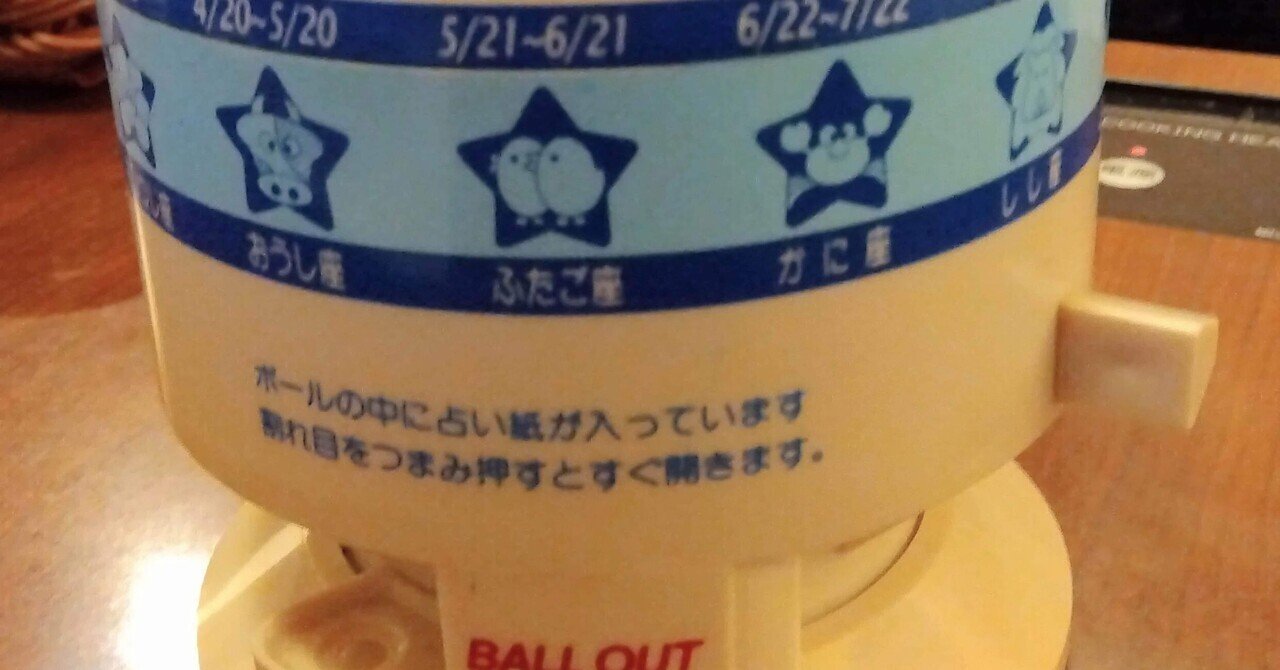 4/20~5/20
5/21~6/21
6/22~7/22
おうし座
ふたご座
かに座
しし座
ボールの中に占い紙が入っています
割れ目をつまみ押すとすぐ開きます。
BALL OUT
COOKING HEA